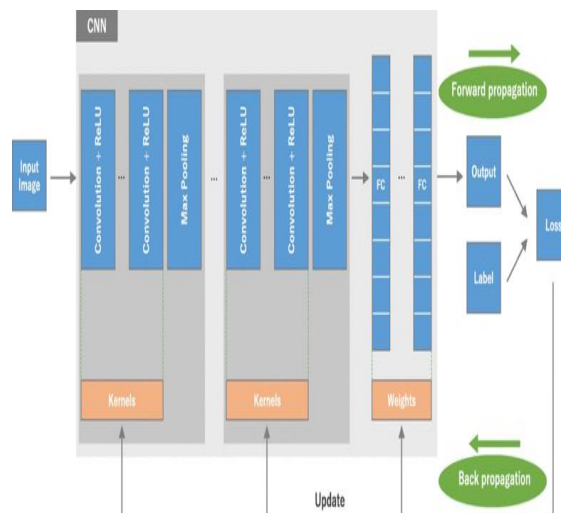 CNN
Forward propagation
Input
Image
Convolution + ReLU
...
Convolution + ReLU
Max Pooling
...
Convolution + ReLU
...
Convolution + ReLU
Max Pooling
FC
...
FC
Output
Label
Loss
Kernels
Kernels
Weights
Back propagation
Update